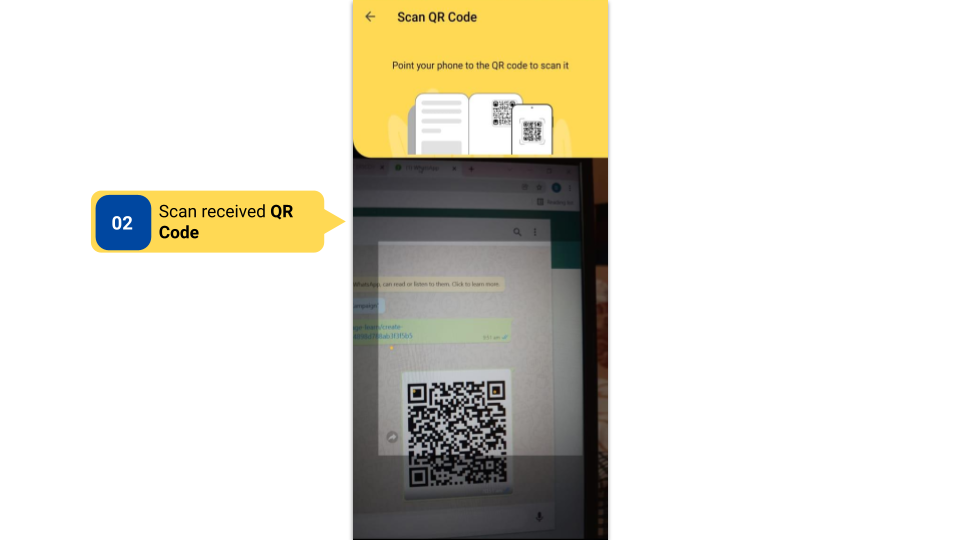 Scan QR Code
Point your phone to the QR code to scan it
02
Scan received QR
Code
WhatsApp, can read or listen to them. Click to learn more.